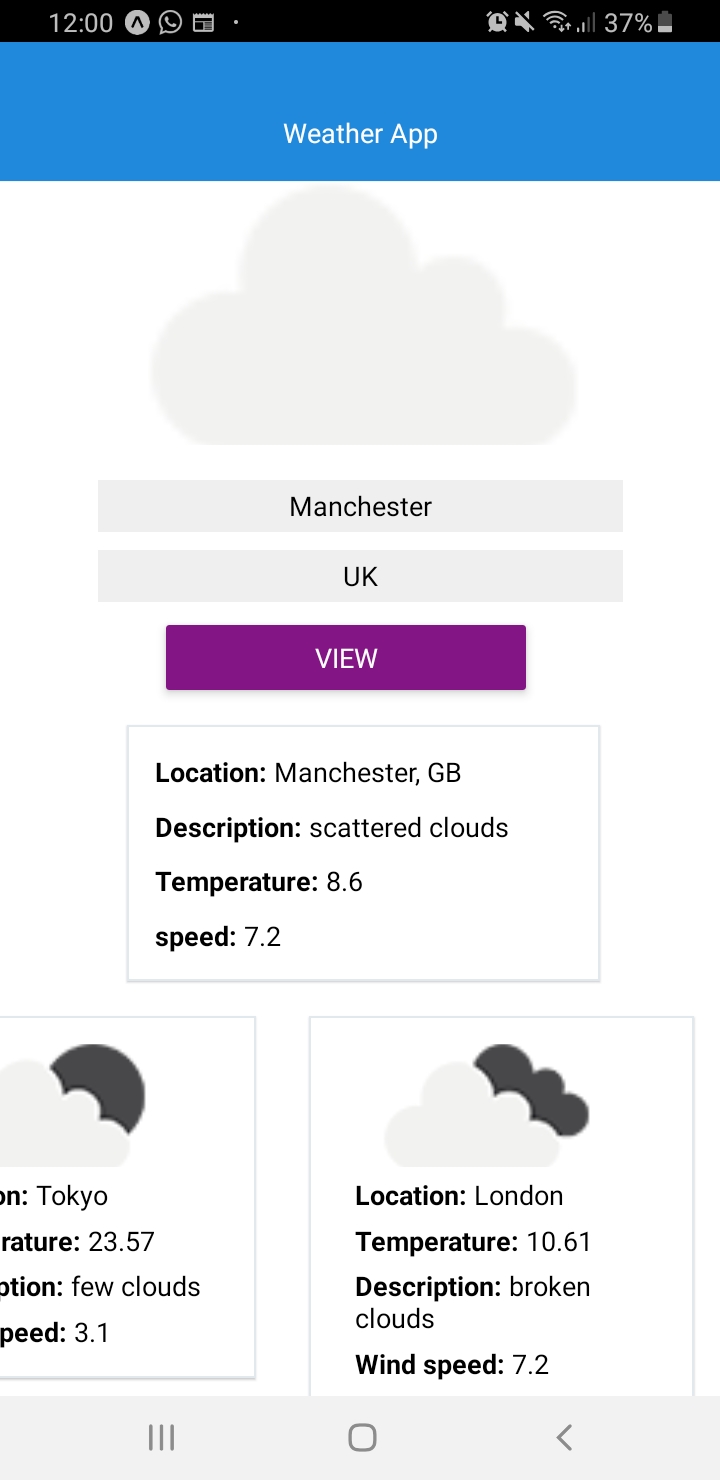 12:00 37%
Weather App
Manchester
UK
VIEW
Location: Manchester, GB
Description: scattered clouds
Temperature: 8.6
speed: 7.2
on: Tokyo
rature: 23.57
ption: few clouds
peed: 3.1
Location: London
Temperature: 10.61
Description: broken
clouds
Wind speed: 7.2